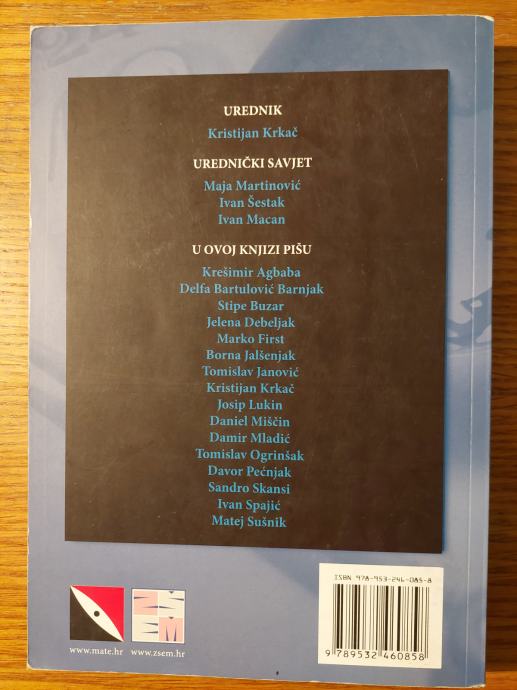 UREDNIK
Kristijan Krkač
UREDNIČKI SAVJET
Maja Martinović
Ivan Šestak
Ivan Macan
U OVOJ KNJIZI PIŠU
Krešimir Agbaba
Delfa Bartulović Barnjak
Stipe Buzar
Jelena Debeljak
Marko First
Borna Jalšenjak
Tomislav Janović
Kristijan Krkač
Josip Lukin
Daniel Miščin
Damir Mladić
Tomislav Ogrinšak
Davor Pećnjak
Sandro Skansi
Ivan Spajić
Matej Sušnik
ISBN 978-953-246-085-8
9 789532 460858
www.mate.hr www.zsem.hr